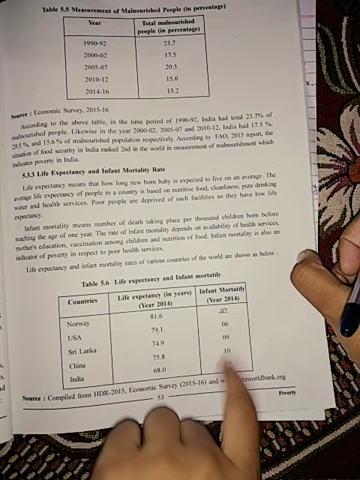 Table 5.5 Measurement of Malnourished People (in percentage)
Year Total malnourished people (in percentage)
1990-92 23.7
2000-02 17.5
2005-07 20.5
2010-12 15.6
2014-16 15.2
Source : Economic Survey, 2015-16
According to the above table, in the time period of 1990-92, India had total 23.7% of
malnourished people. Likewise in the year 2000-02, 2005-07 and 2010-12, India had 17.5 %,
20.5 %, and 15.6 % of malnourished population respectively. According to FAO, 2015 report, the
situation of food security in India ranked 2nd in the world in measurement of malnourishment which
indicates poverty in India.
5.3.3 Life Expectancy and Infant Mortality Rate
Life expectancy means that how long new born baby is expected to live on an average. The
average life expectancy of people in a country is based on nutritive food, cleanliness, pure drinking
water and health services. Poor people are deprived of such facilities so they have low life
expectancy.
Infant mortality means number of death taking place per thousand children born before
reaching the age of one year. The rate of infant mortality depends on availability of health services,
mother's education, vaccination among children and nutrition of food. Infant mortality is also an
indicator of poverty in respect to poor health services.
Life expectancy and infant mortality rates of various countries of the world are shown as below :
Table 5.6 Life expectancy and Infant mortatily
Countries Life expetancy (in years) (Year 2014) Infant Mortatily (Year 2014)
Norway 81.6 02
USA 79.1 06
Sri Lanka 74.9 09
China 75.8 10
India 68.0
Source : Compiled from HDR-2015, Economic Survey (2015-16) and worldbank.org
53 Poverty